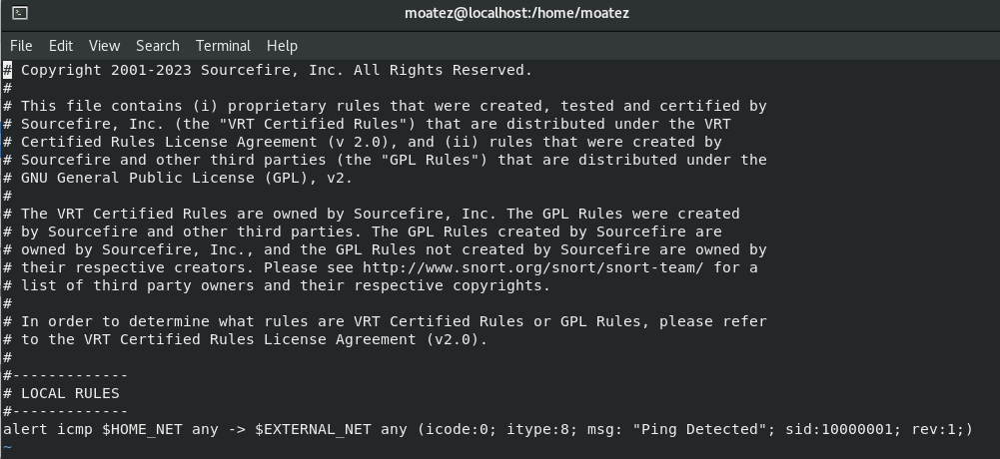 moatez@localhost:/home/moatez
File Edit View Search Terminal Help
# Copyright 2001-2023 Sourcefire, Inc. All Rights Reserved.
#
# This file contains (i) proprietary rules that were created, tested and certified by
# Sourcefire, Inc. (the "VRT Certified Rules") that are distributed under the VRT
# Certified Rules License Agreement (v 2.0), and (ii) rules that were created by
# Sourcefire and other third parties (the "GPL Rules") that are distributed under the
# GNU General Public License (GPL), v2.
#
# The VRT Certified Rules are owned by Sourcefire, Inc. The GPL Rules were created
# by Sourcefire and other third parties. The GPL Rules created by Sourcefire are
# owned by Sourcefire, Inc., and the GPL Rules not created by Sourcefire are owned by
# their respective creators. Please see http://www.snort.org/snort/snort-team/ for a
# list of third party owners and their respective copyrights.
#
# In order to determine what rules are VRT Certified Rules or GPL Rules, please refer
# to the VRT Certified Rules License Agreement (v2.0).
#
#-------------
# LOCAL RULES
#-------------
alert icmp $HOME_NET any -> $EXTERNAL_NET any (icode:0; itype:8; msg: "Ping Detected"; sid:10000001; rev:1;)
~